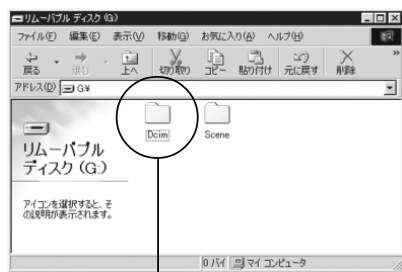 リムーバブル ディスク (G:)
ファイル(F) 編集(E) 表示(V) 移動(G) お気に入り(A) ヘルプ(H)
戻る 進む 上へ 切り取り コピー 貼り付け 元に戻す 削除 »
アドレス(D) G:¥
リムーバブル
ディスク (G:)
Dcim Scene
アイコンを選択すると、そ
の説明が表示されます。
0 バイ マイ コンピュータ